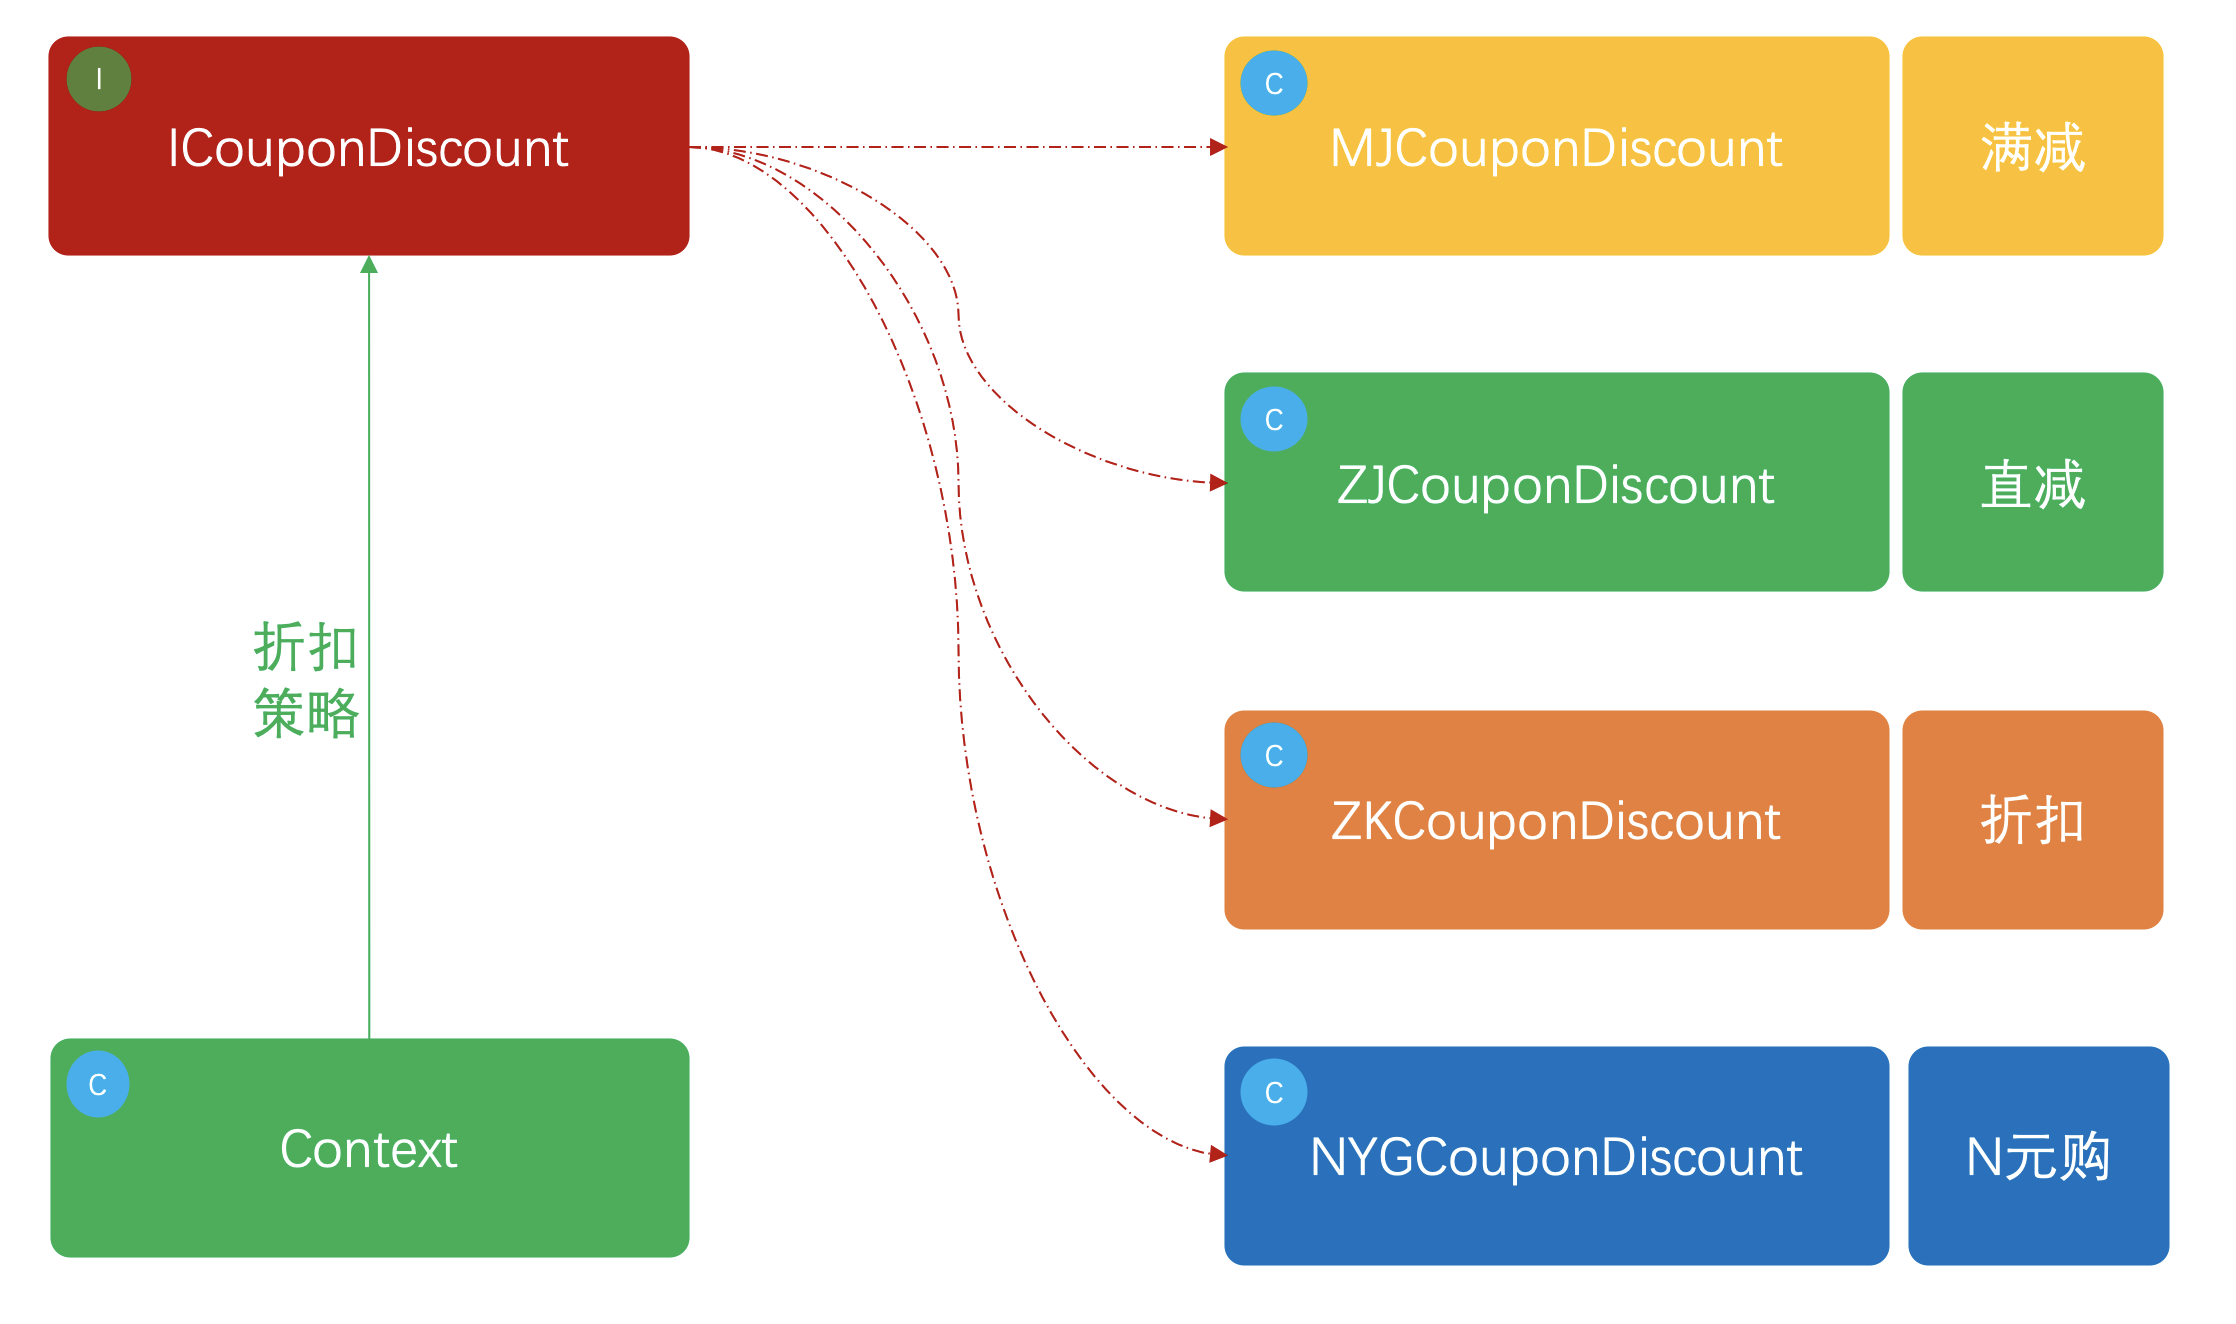 I
ICouponDiscount
C
MJCouponDiscount
满减
C
ZJCouponDiscount
直减
折扣
策略
C
ZKCouponDiscount
折扣
C
Context
C
NYGCouponDiscount
N元购